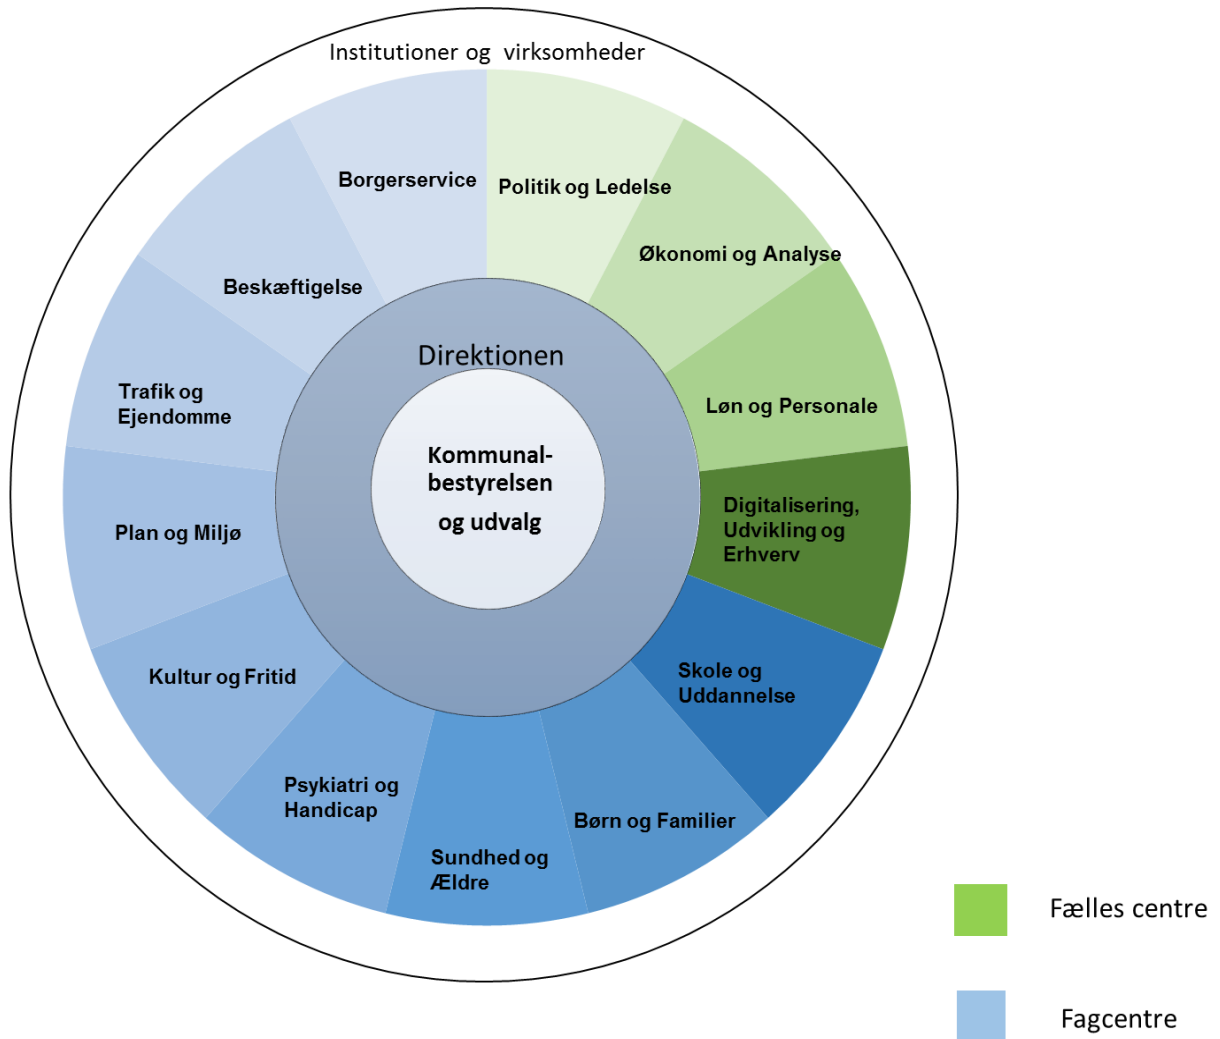 Institutioner og virksomheder
Borgerservice
Politik og Ledelse
Økonomi og Analyse
Beskæftigelse
Direktionen
Trafik og
Ejendomme
Løn og Personale
Kommunal-
bestyrelsen
og udvalg
Plan og Miljø
Digitalisering,
Udvikling og
Erhverv
Kultur og Fritid
Skole og
Uddannelse
Psykiatri og
Handicap
Børn og Familier
Sundhed og
Ældre
Fælles centre
Fagcentre